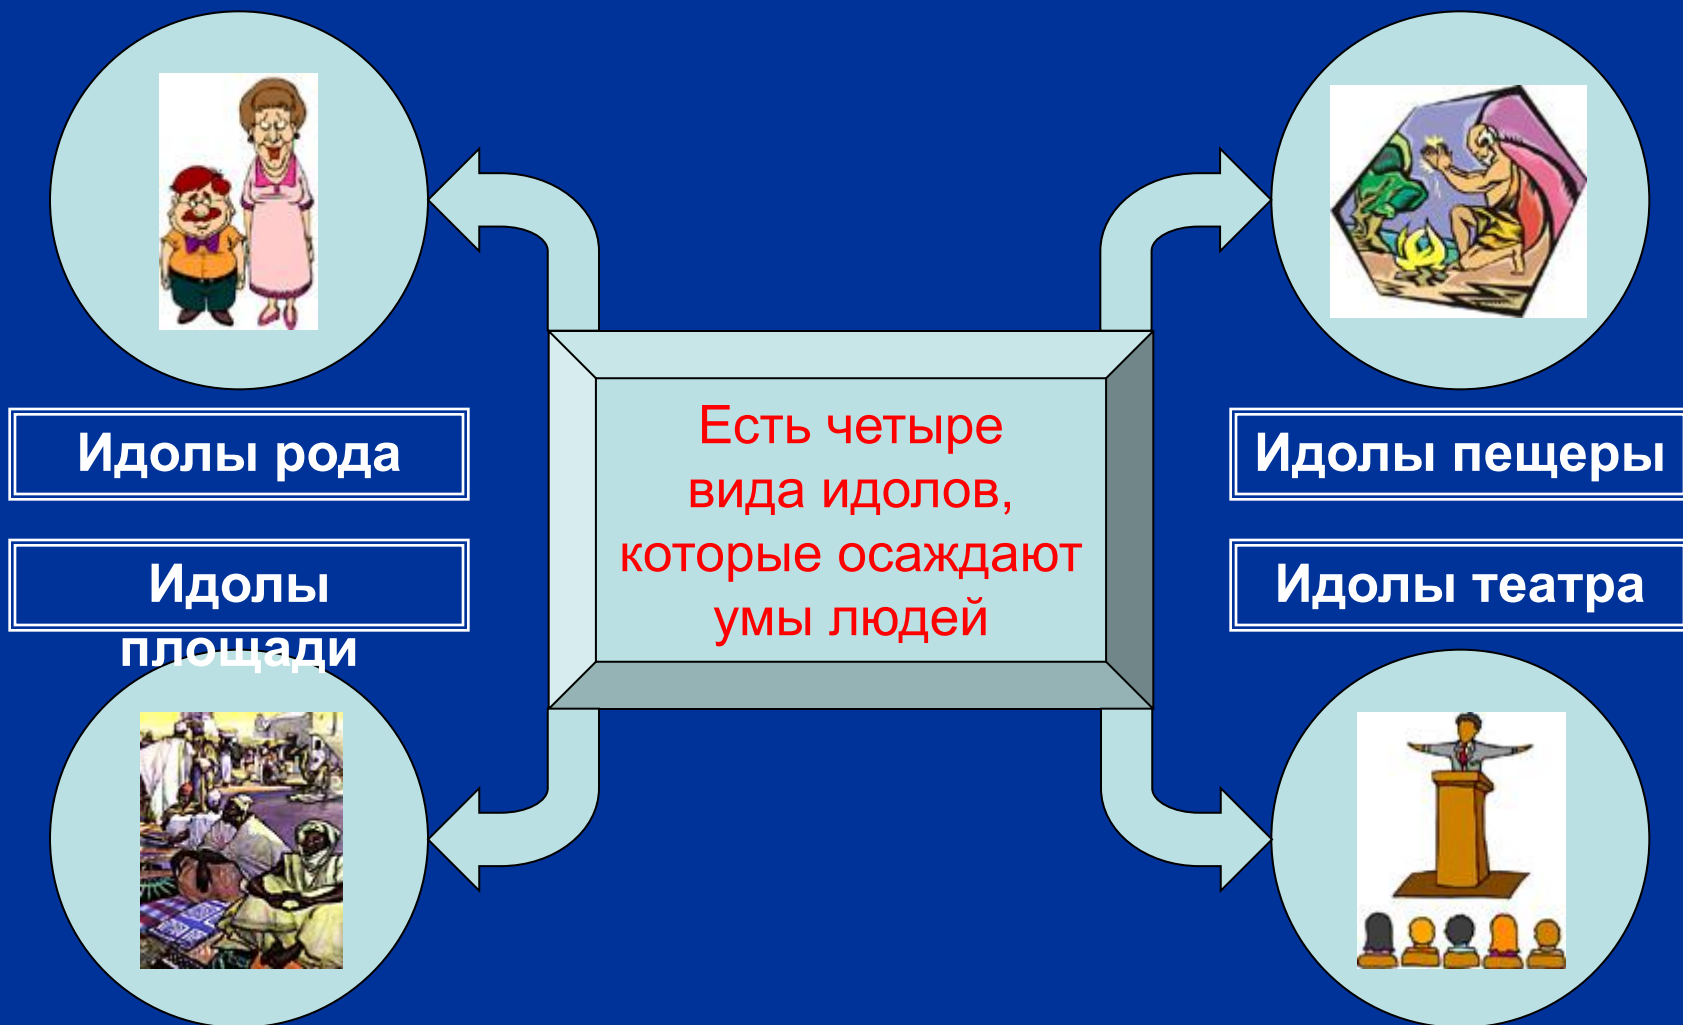 Идолы рода
Идолы
площади
Есть четыре
вида идолов,
которые осаждают
умы людей
Идолы пещеры
Идолы театра